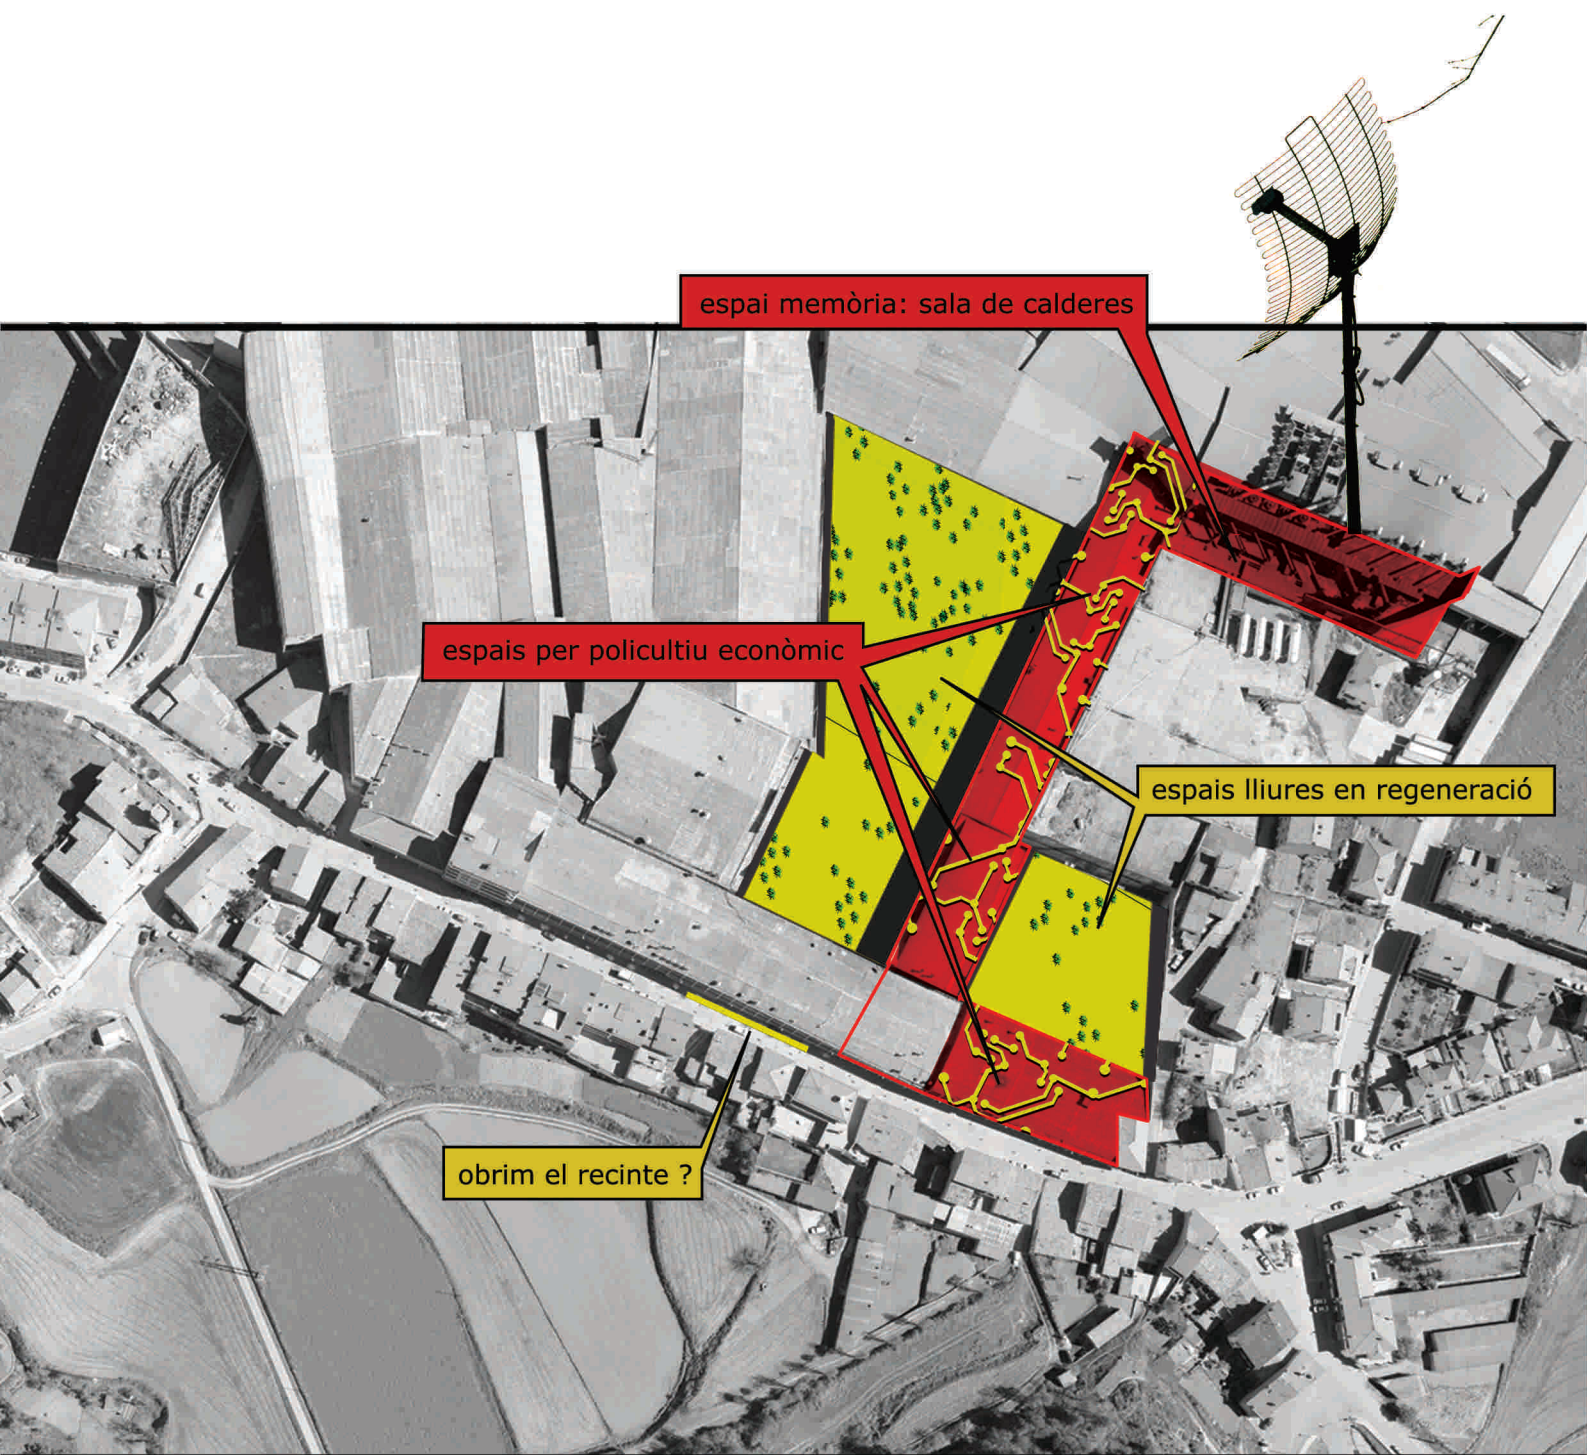 espai memòria: sala de calderes
espais per policultiu econòmic
espais lliures en regeneració
obrim el recinte ?